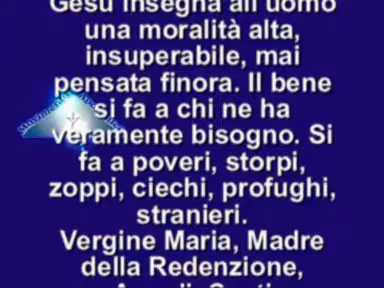 Gesù insegna all'uomo
una moralità alta,
insuperabile, mai
pensata finora. Il bene
si fa a chi ne ha
veramente bisogno. Si
fa a poveri, storpi,
zoppi, ciechi, profughi,
stranieri.
Vergine Maria, Madre
della Redenzione,